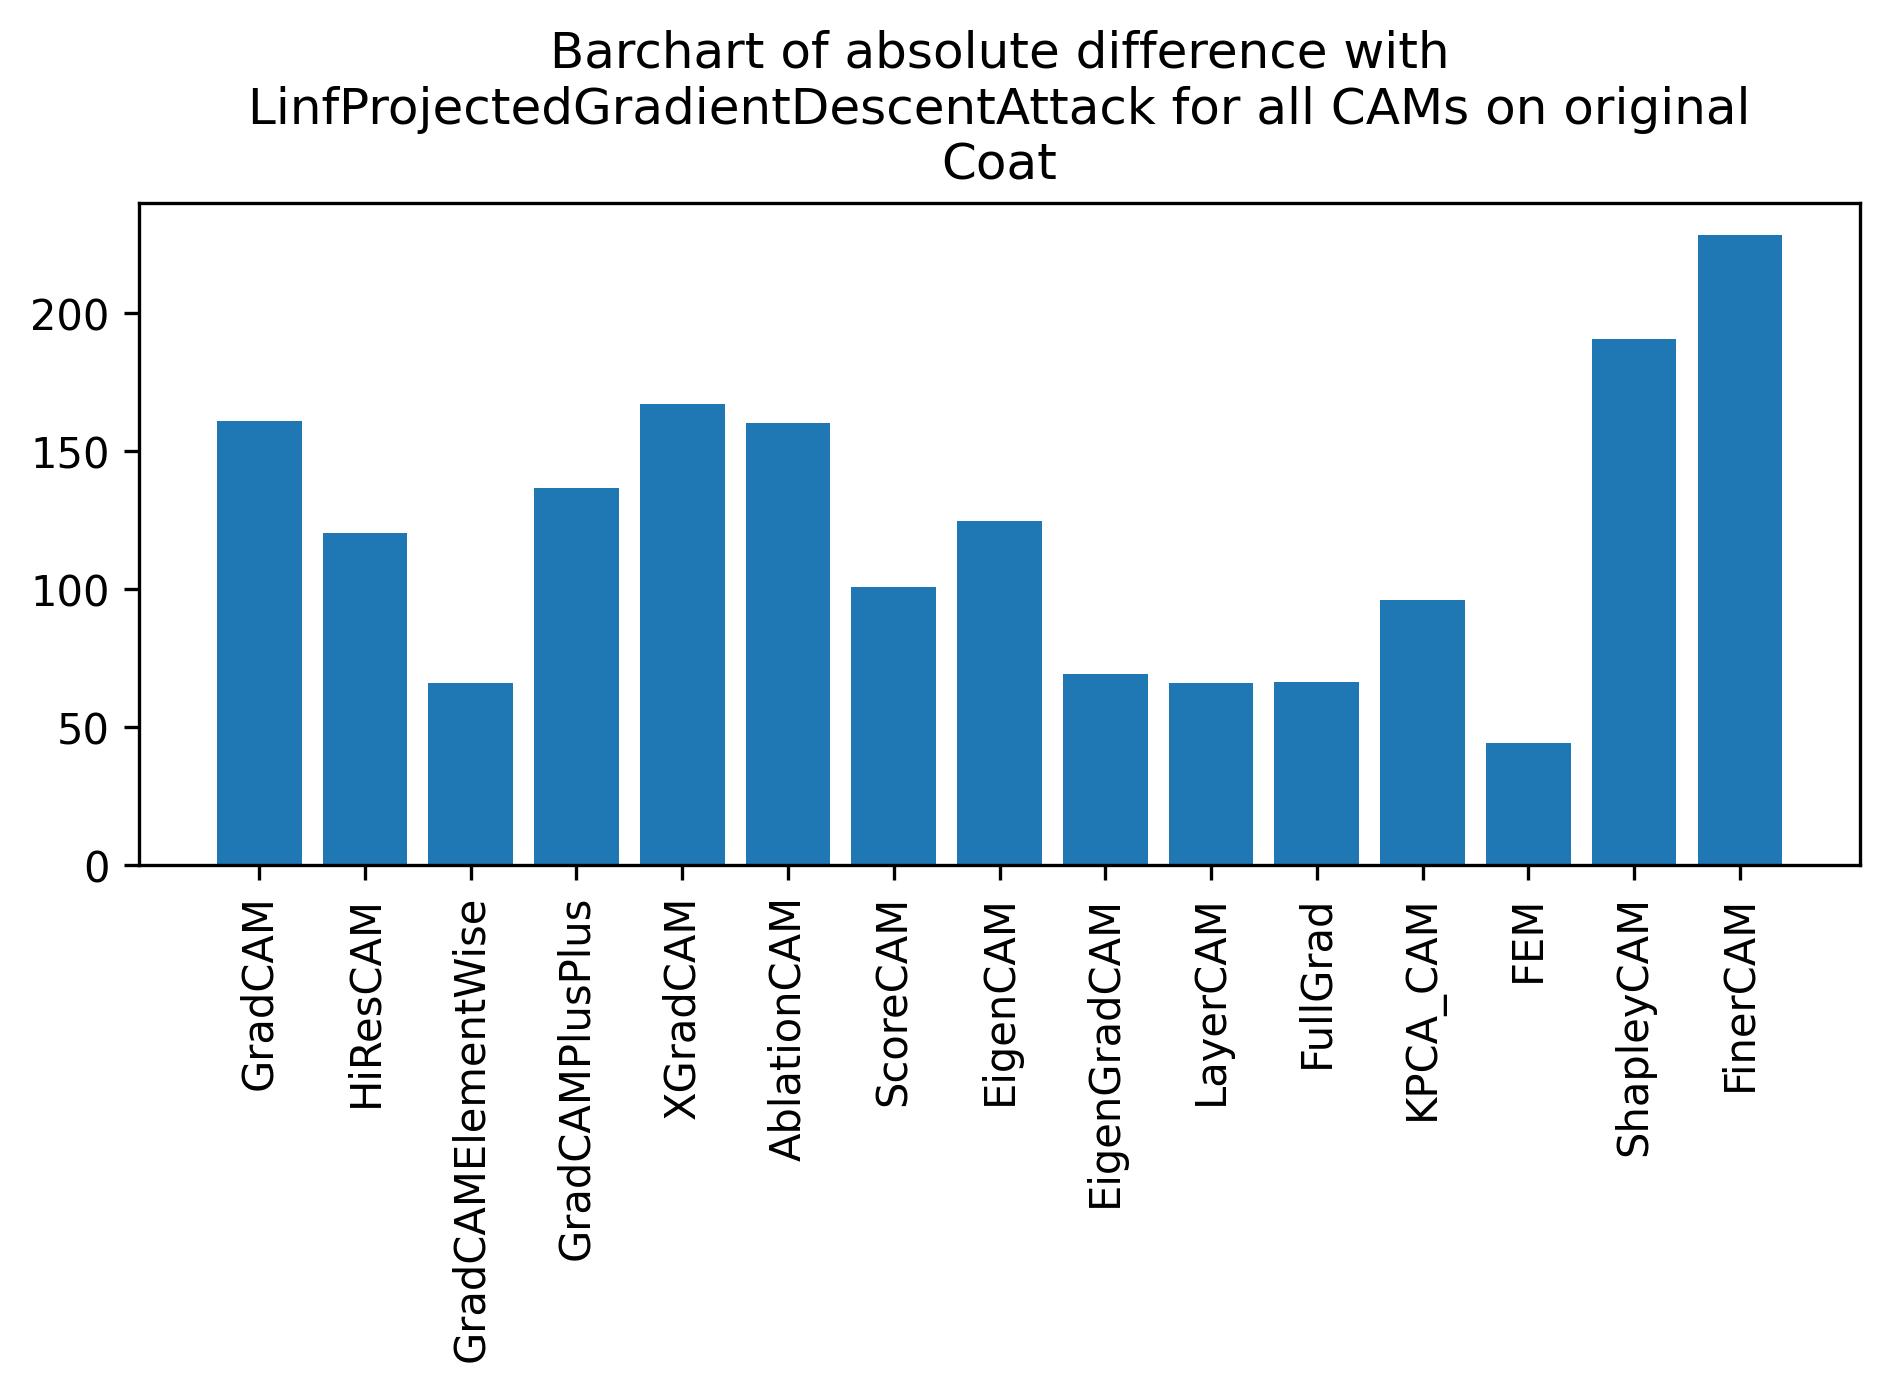 Barchart of absolute difference with
LinfProjectedGradientDescentAttack for all CAMs on original
Coat
200
150
100
50
0
GradCAM
HiResCAM
GradCAMElementWise
GradCAMPlusPlus
XGradCAM
AblationCAM
ScoreCAM
EigenCAM
EigenGradCAM
LayerCAM
FullGrad
KPCA_CAM
FEM
ShapleyCAM
FinerCAM